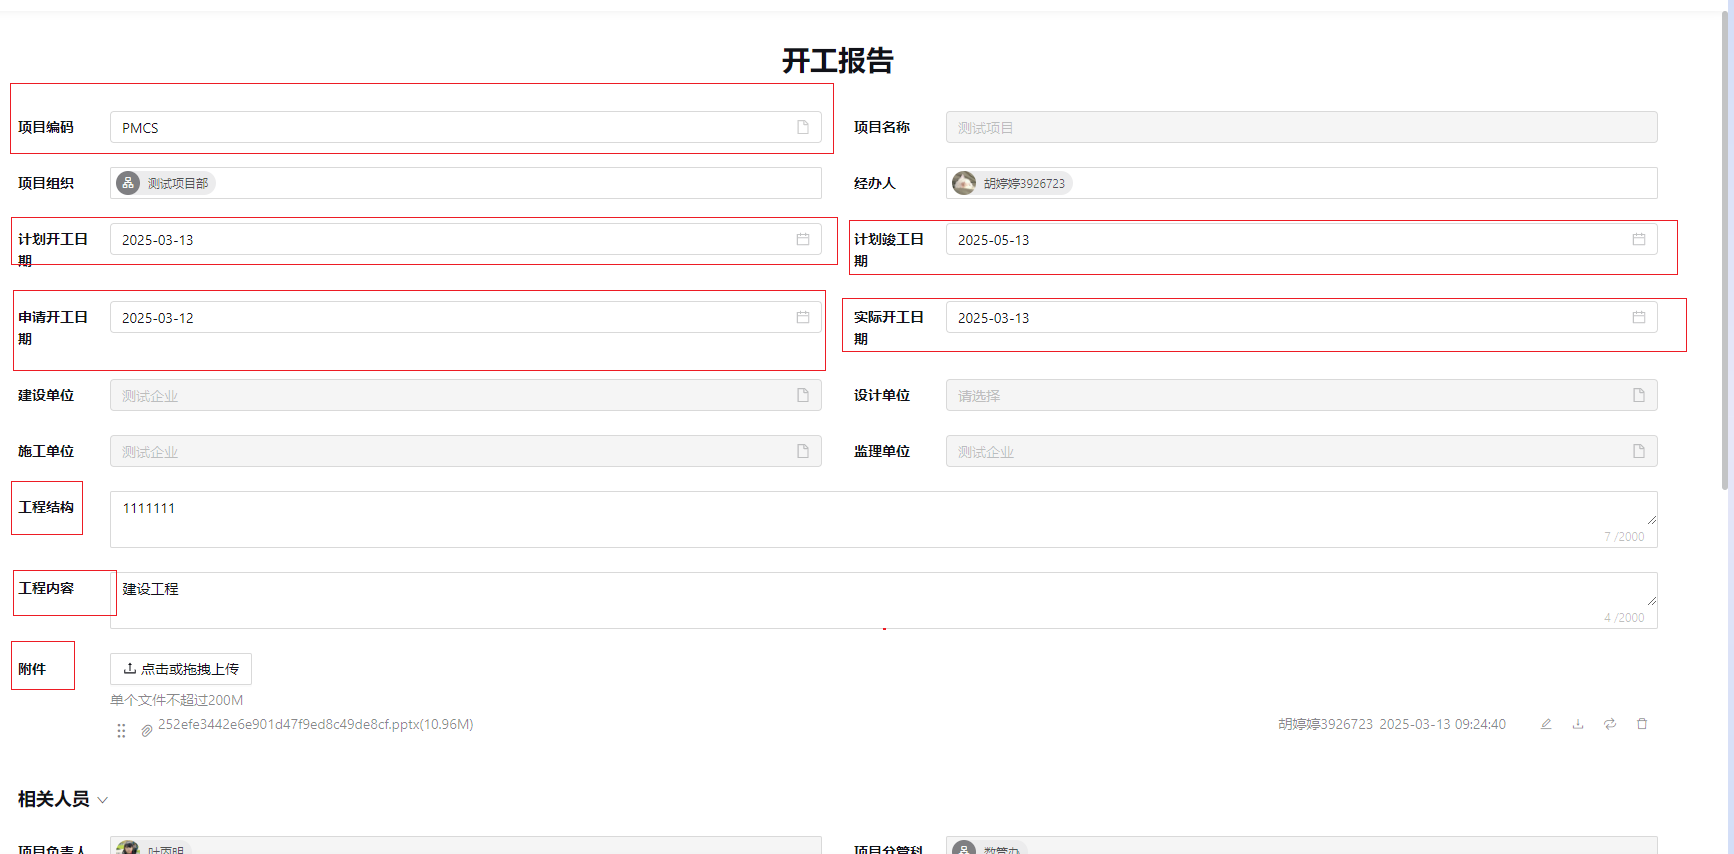 开工报告
项目编码 PMCS 项目名称 测试项目
项目组织 测试项目部 经办人 胡婷婷3926723
计划开工日期 2025-03-13 计划竣工日期 2025-05-13
申请开工日期 2025-03-12 实际开工日期 2025-03-13
建设单位 测试企业 设计单位 请选择
施工单位 测试企业 监理单位 测试企业
工程结构 1111111
7 /2000
工程内容 建设工程
4 /2000
附件 点击或拖拽上传
单个文件不超过200M
252efe3442e6e901d47f9ed8c49de8cf.pptx(10.96M) 胡婷婷3926723 2025-03-13 09:24:40
相关人员
项目负责人 项目分管科 数管办